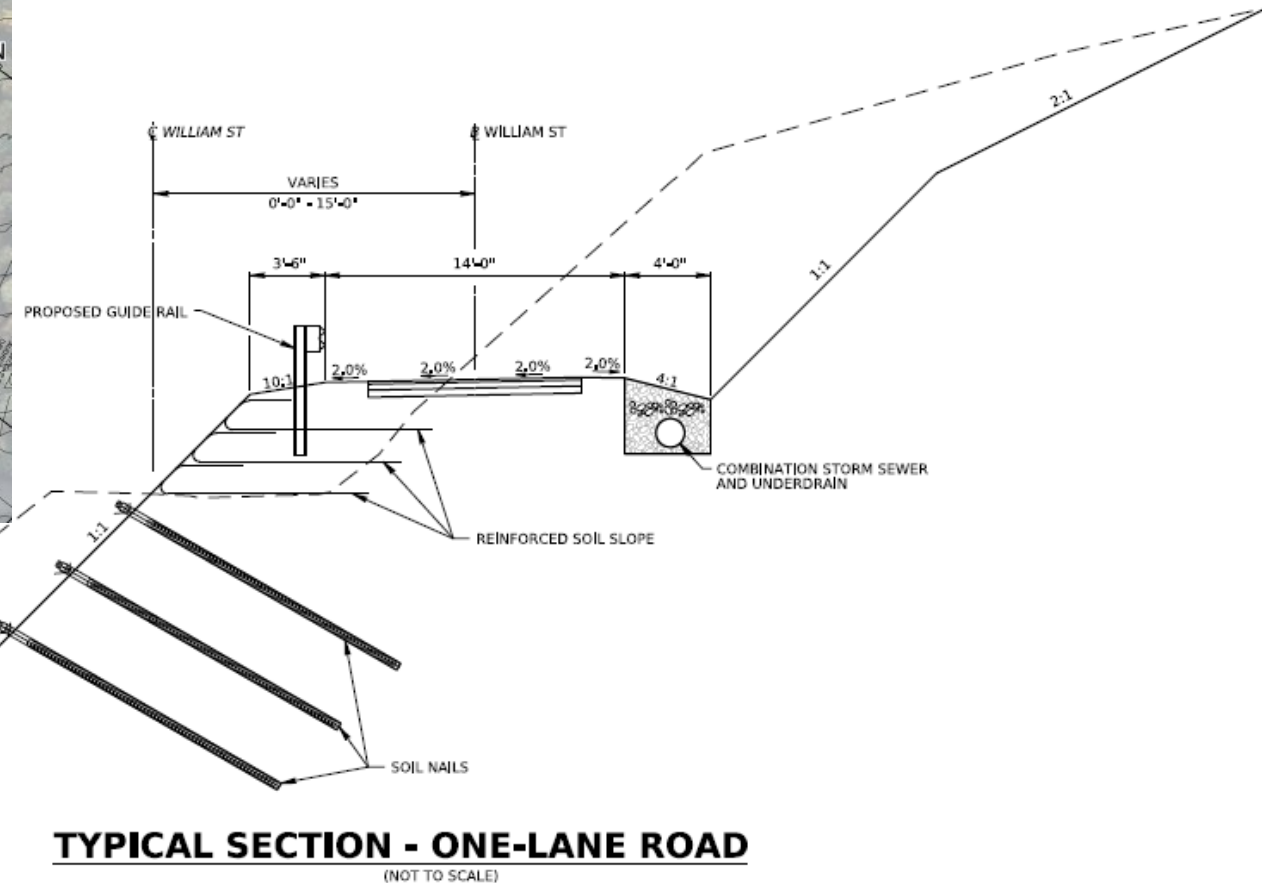 N
℄ WILLIAM ST
WILLIAM ST
VARIES
0'-0" - 15'-0"
3'-6"
14'-0"
4'-0"
PROPOSED GUIDE RAIL
10:1
2.0%
2.0%
2.0%
2.0%
4:1
2:1
1:1
COMBINATION STORM SEWER
AND UNDERDRAIN
REINFORCED SOIL SLOPE
1:1
SOIL NAILS
TYPICAL SECTION - ONE-LANE ROAD
(NOT TO SCALE)